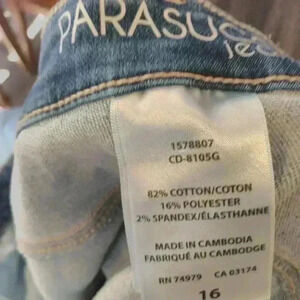 PARASUC
jea
1578807
CD-8105G
82% COTTON/COTON
16% POLYESTER
2% SPANDEX/ÉLASTHANNE
MADE IN CAMBODIA
FABRIQUÉ AU CAMBODGE
RN 74979 CA 03174
16